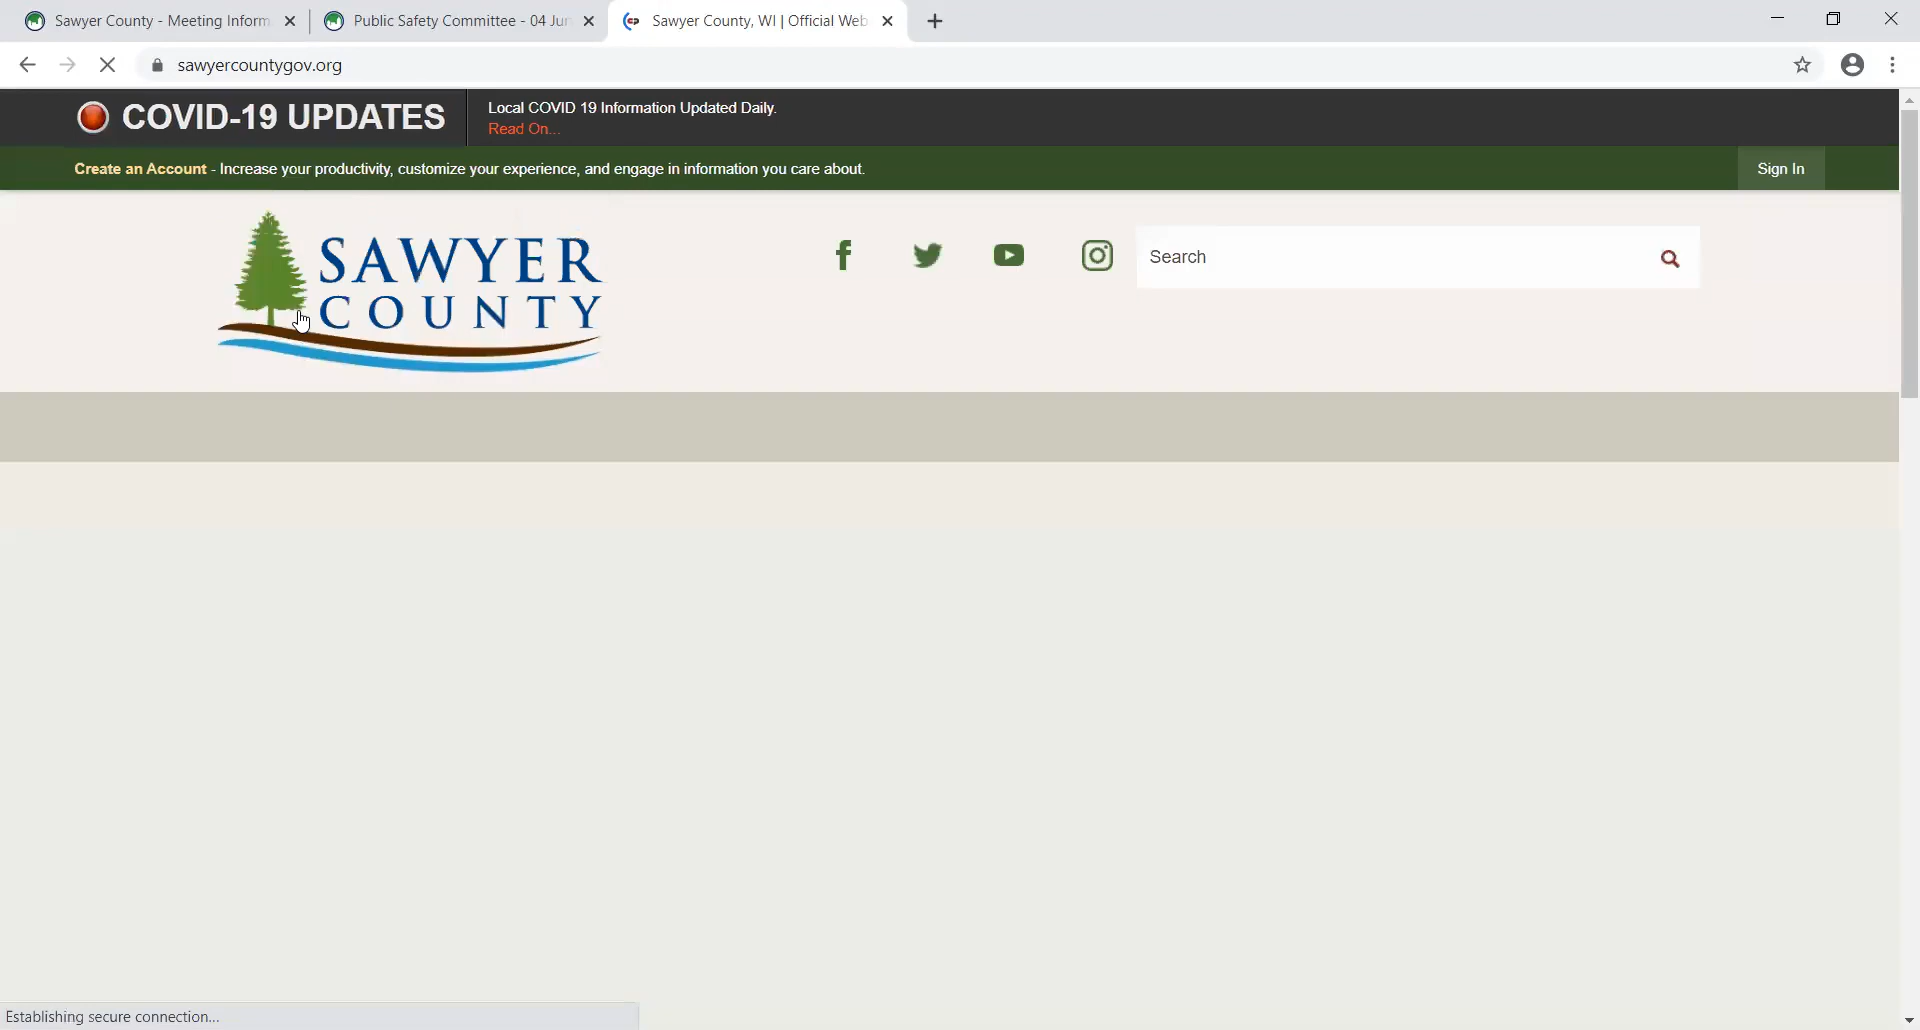 Sawyer County - Meeting Inform
Public Safety Committee - 04 Jun
Sawyer County, WI | Official Web
sawyercountygov.org
COVID-19 UPDATES
Local COVID 19 Information Updated Daily.
Read On...
Create an Account - Increase your productivity, customize your experience, and engage in information you care about.
Sign In
SAWYER
COUNTY
Search
Establishing secure connection...